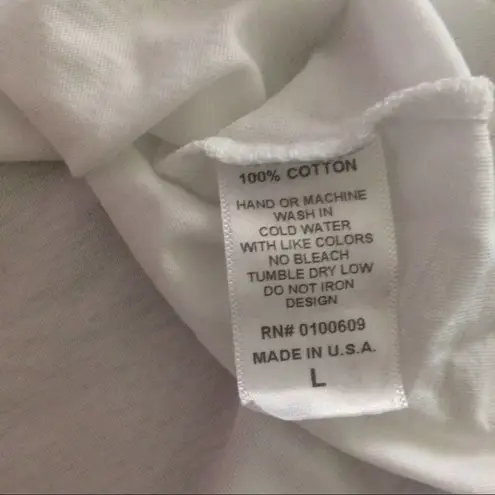 100% COTTON
HAND OR MACHINE
WASH IN
COLD WATER
WITH LIKE COLORS
NO BLEACH
TUMBLE DRY LOW
DO NOT IRON
DESIGN
RN# 0100609
MADE IN U.S.A.
L